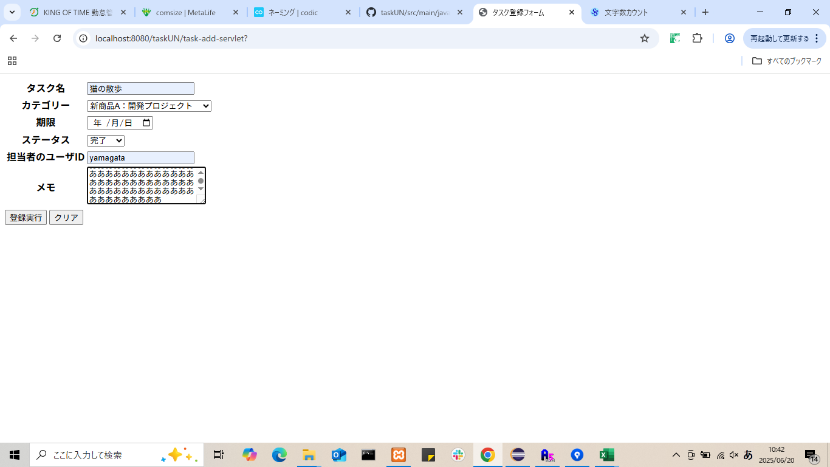 KING OF TIME 勤怠
comsize | MetaLife
ネーミング | codic
taskUN/src/main/java
タスク登録フォーム
文字数カウント
localhost:8080/taskUN/task-add-servlet?
再起動して更新する
すべてのブックマーク
タスク名 猫の散歩
カテゴリー 新商品A：開発プロジェクト
期限 年 /月/日
ステータス 完了
担当者のユーザID yamagata
メモ
あああああああああああああ
あああああああああああああ
あああああああああああああ
あああああああああ
登録実行 クリア
ここに入力して検索
あ
10:42
2025/06/20